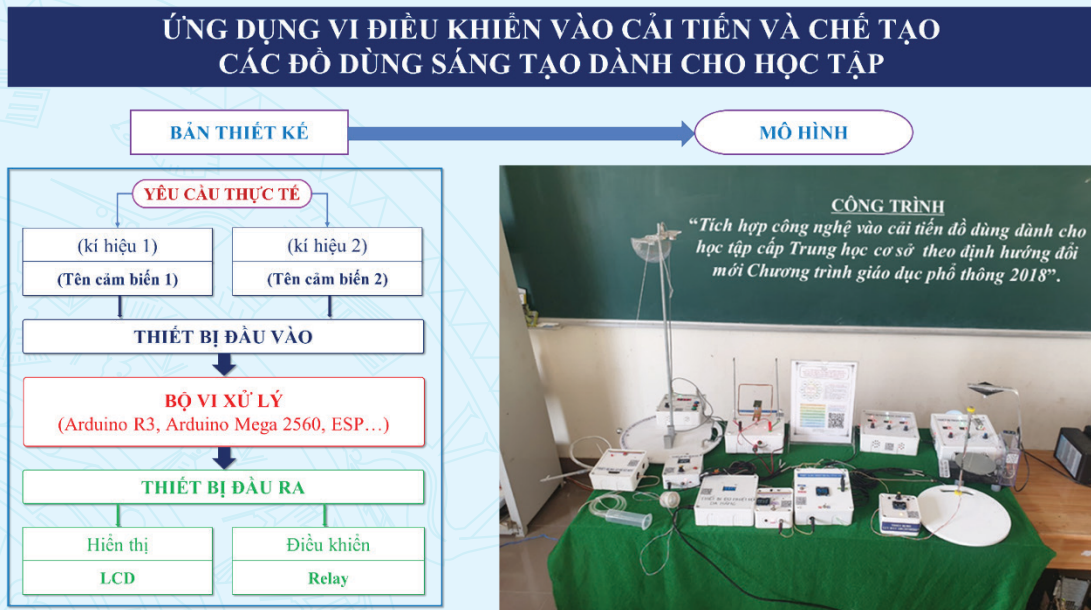 ỨNG DỤNG VI ĐIỀU KHIỂN VÀO CẢI TIẾN VÀ CHẾ TẠO
CÁC ĐỒ DÙNG SÁNG TẠO DÀNH CHO HỌC TẬP
BẢN THIẾT KẾ
MÔ HÌNH
YÊU CẦU THỰC TẾ
(kí hiệu 1)
(Tên cảm biến 1)
(kí hiệu 2)
(Tên cảm biến 2)
THIẾT BỊ ĐẦU VÀO
BỘ VI XỬ LÝ
(Arduino R3, Arduino Mega 2560, ESP…)
THIẾT BỊ ĐẦU RA
Hiển thị
LCD
Điều khiển
Relay
CÔNG TRÌNH
“Tích hợp công nghệ vào cải tiến đồ dùng dành cho
học tập cấp Trung học cơ sở theo định hướng đổi
mới Chương trình giáo dục phổ thông 2018”.